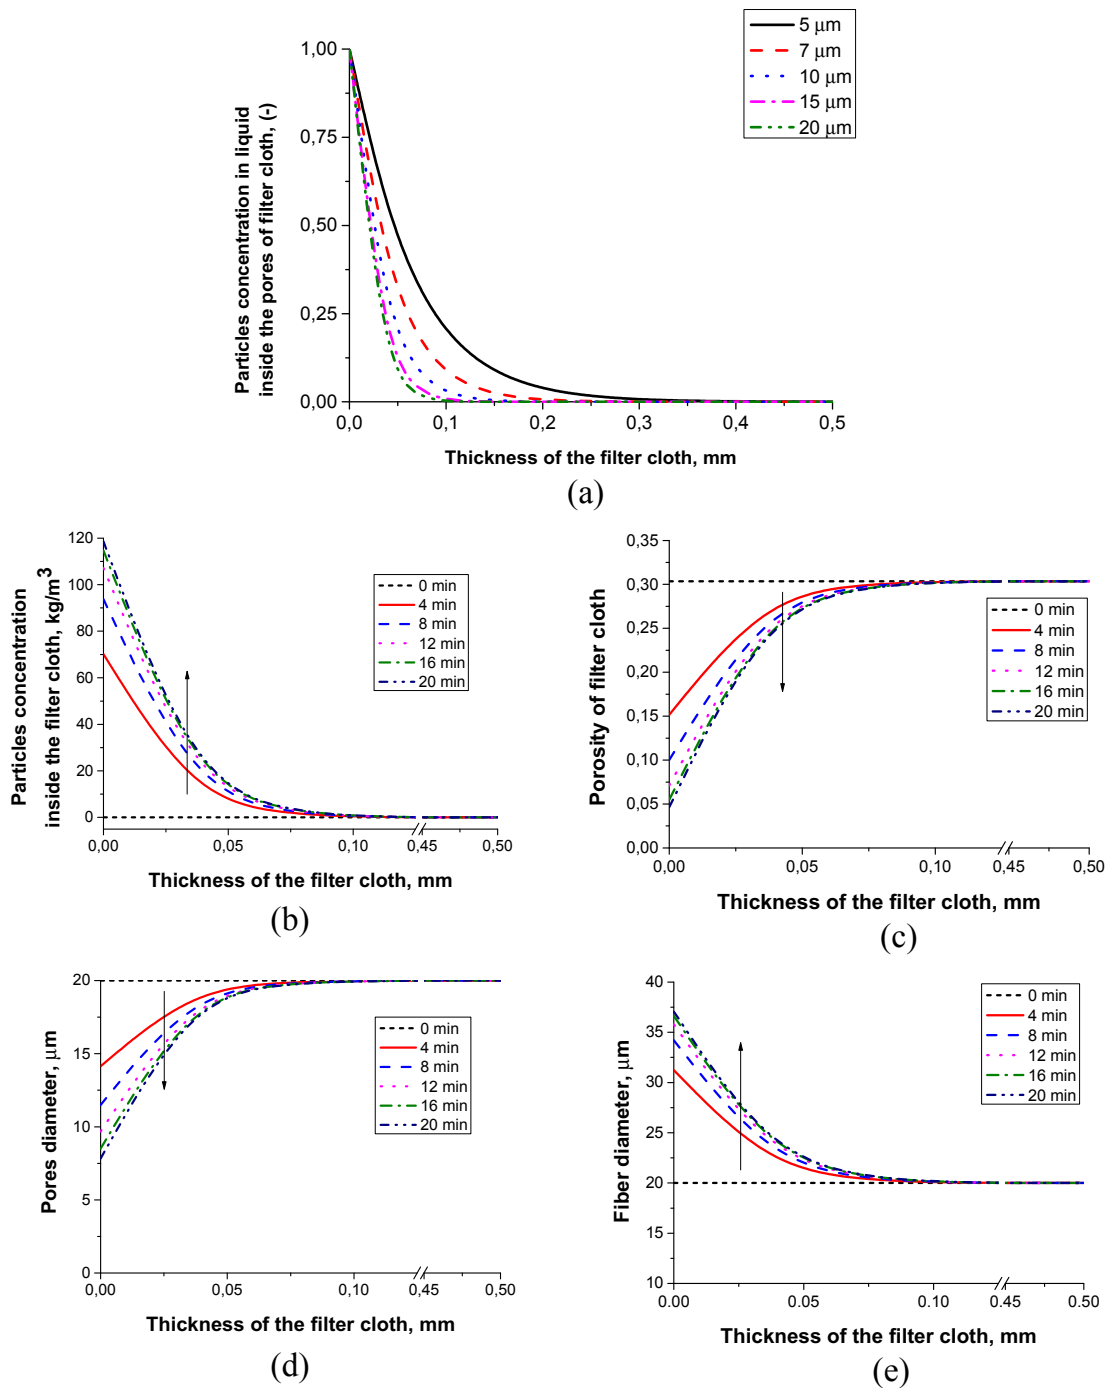 5 μm
7 μm
10 μm
15 μm
20 μm
1,00
0,75
0,50
0,25
0,00
0,0 0,1 0,2 0,3 0,4 0,5
Particles concentration in liquid
inside the pores of filter cloth, (-)
Thickness of the filter cloth, mm
(a)
120
100
80
60
40
20
0
0,00 0,05 0,10 0,45 0,50
Particles concentration
inside the filter cloth, kg/m³
0 min
4 min
8 min
12 min
16 min
20 min
Thickness of the filter cloth, mm
(b)
0,35
0,30
0,25
0,20
0,15
0,10
0,05
0,00
0,00 0,05 0,10 0,45 0,50
Porosity of filter cloth
0 min
4 min
8 min
12 min
16 min
20 min
Thickness of the filter cloth, mm
(c)
20
15
10
5
0
0,00 0,05 0,10 0,45 0,50
Pores diameter, μm
0 min
4 min
8 min
12 min
16 min
20 min
Thickness of the filter cloth, mm
(d)
40
35
30
25
20
15
10
0.00 0.05 0.10 0.45 0.50
Fiber diameter, μm
0 min
4 min
8 min
12 min
16 min
20 min
Thickness of the filter cloth, mm
(e)